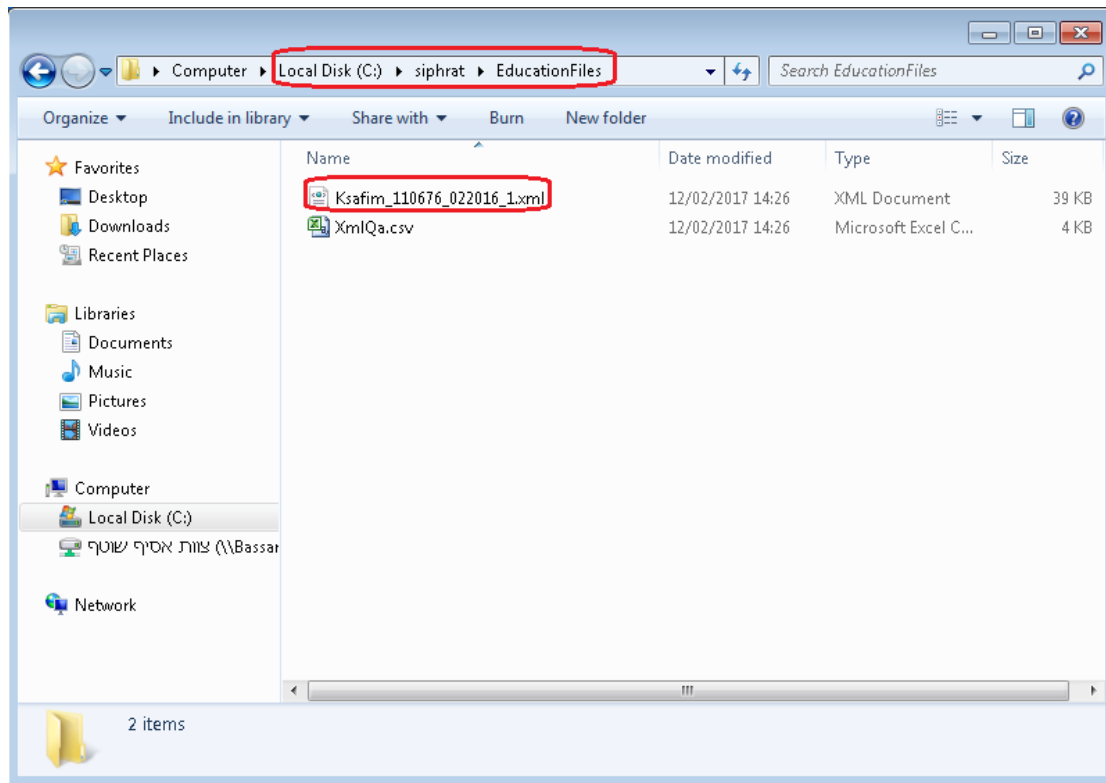 Computer Local Disk (C:) siphrat EducationFiles Search EducationFiles
Organize Include in library Share with Burn New folder
Favorites
Desktop
Downloads
Recent Places
Libraries
Documents
Music
Pictures
Videos
Computer
Local Disk (C:)
צוות אסיף שוטף (\\Bassar
Network
Name Date modified Type Size
Ksafim_110676_022016_1.xml 12/02/2017 14:26 XML Document 39 KB
XmlQa.csv 12/02/2017 14:26 Microsoft Excel C... 4 KB
2 items